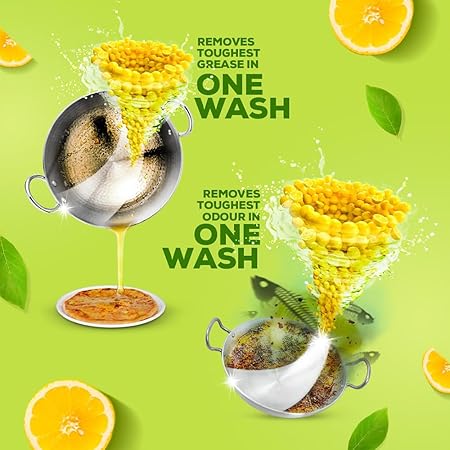 REMOVES
TOUGHEST
GREASE IN
ONE
WASH
REMOVES
TOUGHEST
ODOUR IN
ONE
WASH